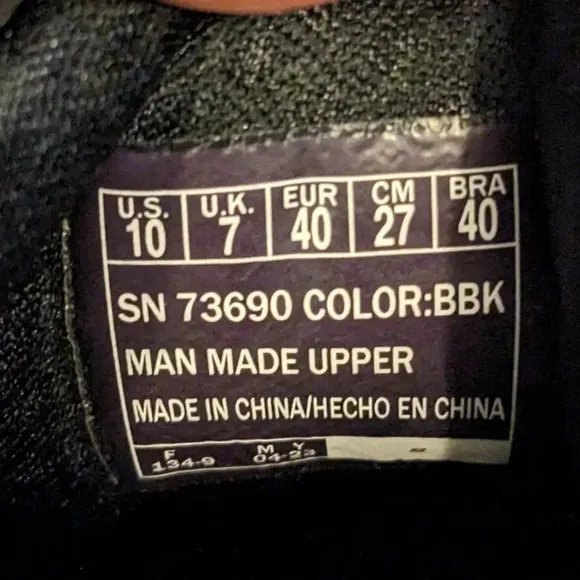 U.S. U.K. EUR CM BRA
10 7 40 27 40
SN 73690 COLOR:BBK
MAN MADE UPPER
MADE IN CHINA/HECHO EN CHINA
F M Y
134-9 04-23